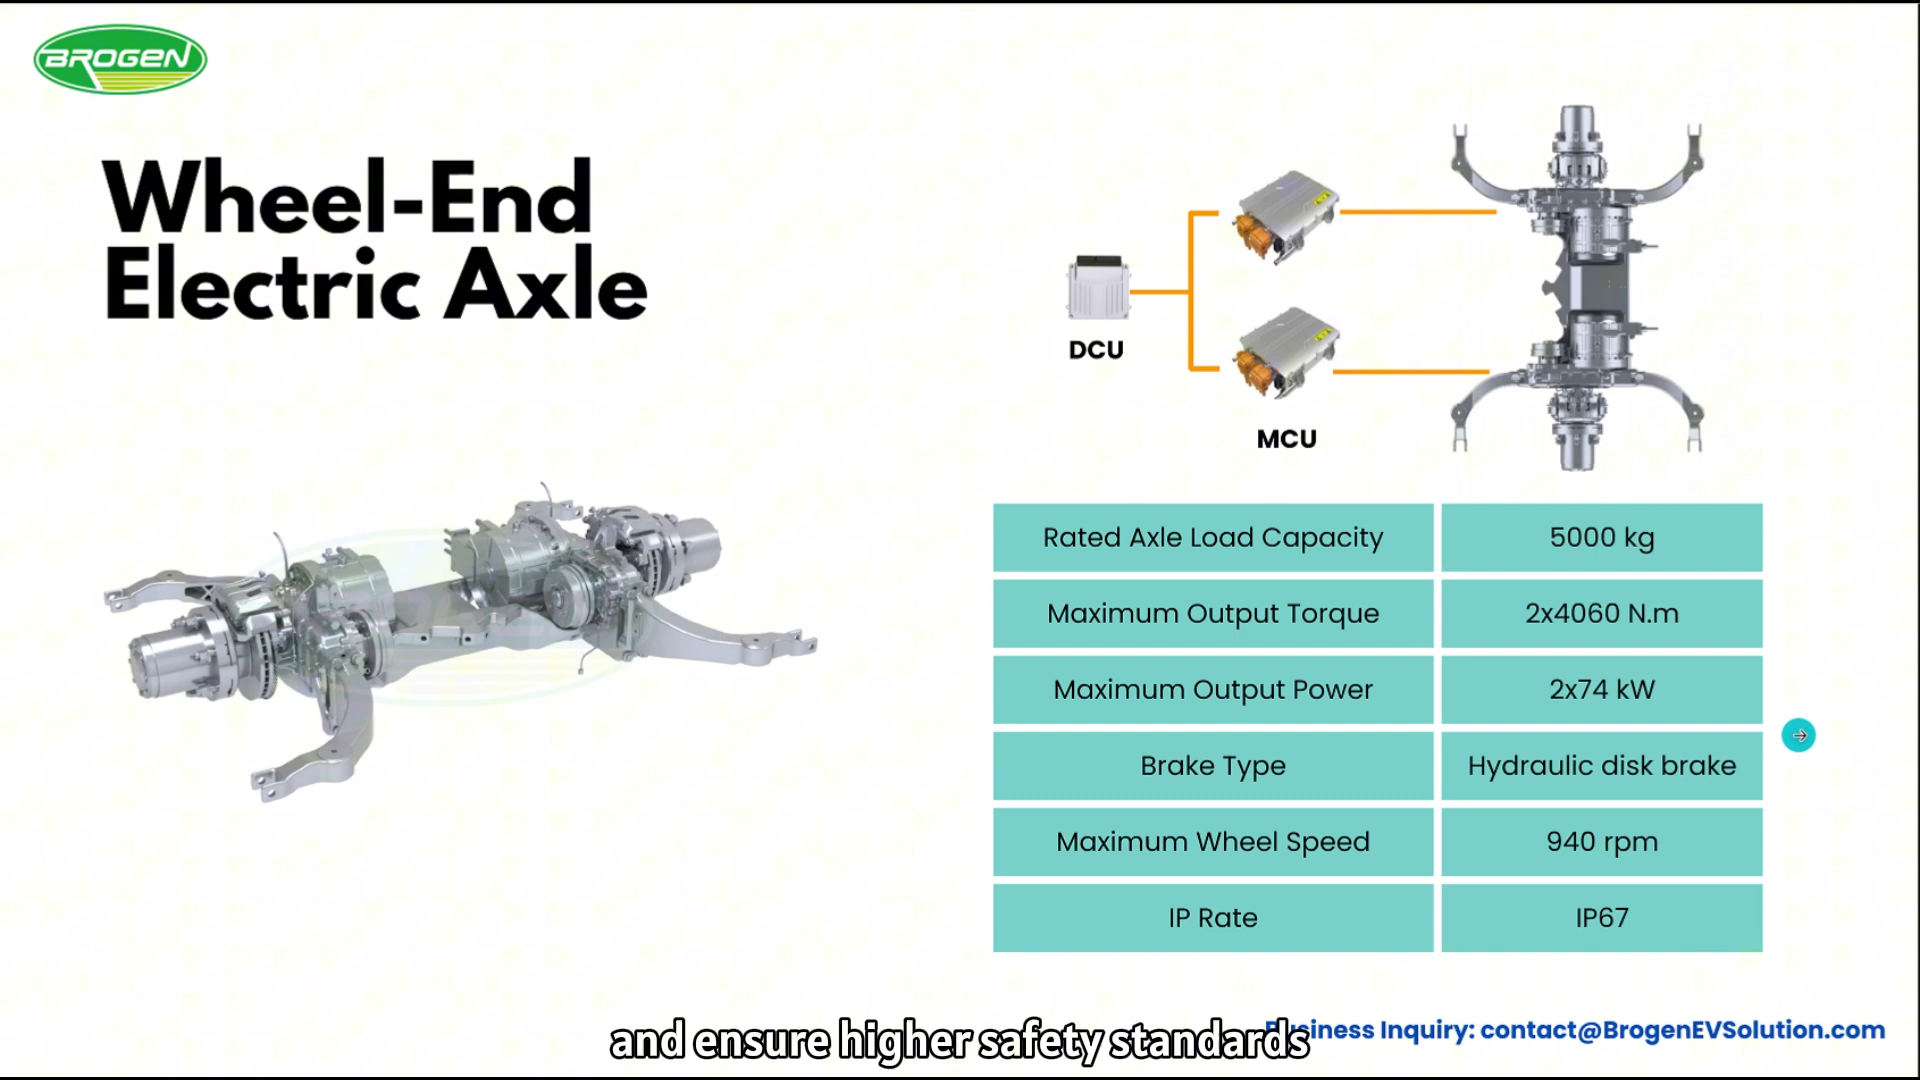 BROGEN
Wheel-End
Electric Axle
DCU
MCU
Rated Axle Load Capacity 5000 kg
Maximum Output Torque 2x4060 N.m
Maximum Output Power 2x74 kW
Brake Type Hydraulic disk brake
Maximum Wheel Speed 940 rpm
IP Rate IP67
Business Inquiry: contact@BrogenEVSolution.com
and ensure higher safety standards